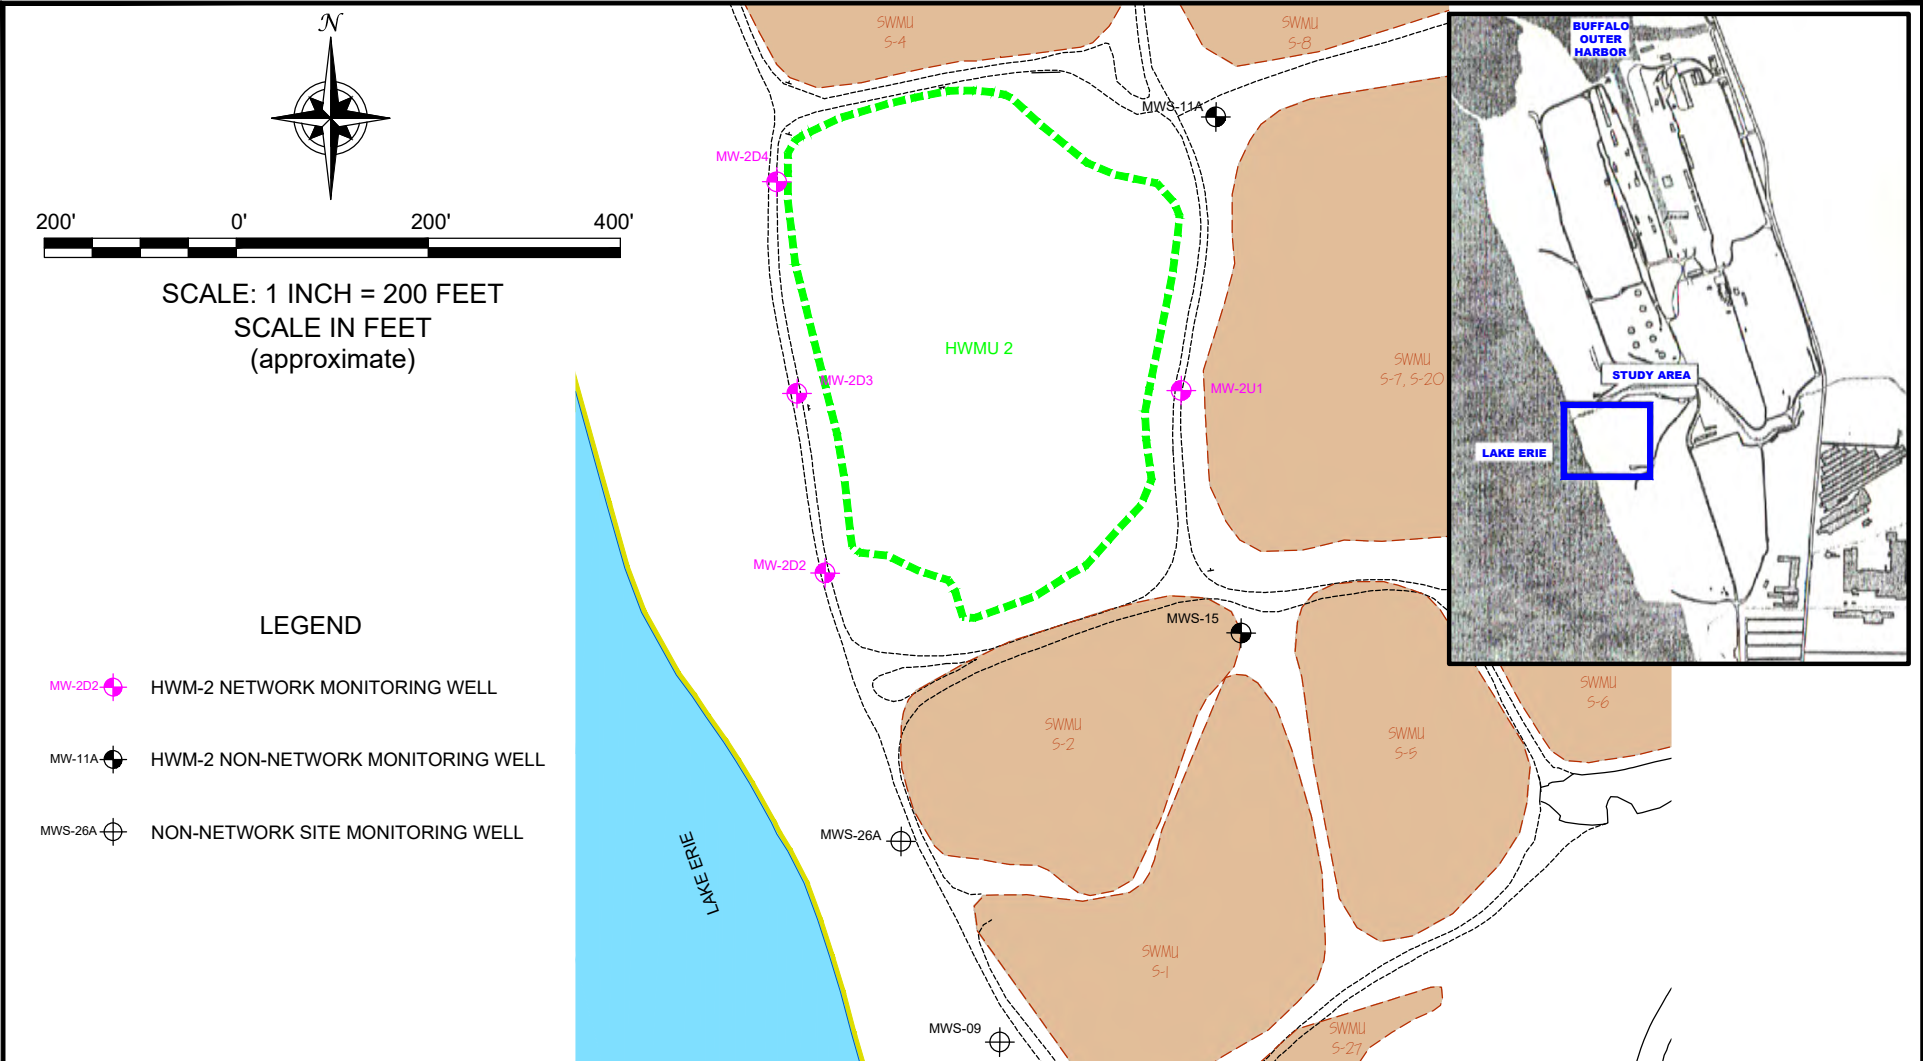 N
200' 0' 200' 400'
SCALE: 1 INCH = 200 FEET
SCALE IN FEET
(approximate)
LEGEND
MW-2D2 HWM-2 NETWORK MONITORING WELL
MW-11A HWM-2 NON-NETWORK MONITORING WELL
MWS-26A NON-NETWORK SITE MONITORING WELL
SWMU
S-4
SWMU
S-8
MWS-11A
MW-2D4
HWMU 2
MW-2D3
MW-2U1
SWMU
S-7, S-20
MW-2D2
MWS-15
SWMU
S-2
SWMU
S-5
SWMU
S-6
MWS-26A
LAKE ERIE
SWMU
S-1
MWS-09
SWMU
S-27
BUFFALO
OUTER
HARBOR
STUDY AREA
LAKE ERIE